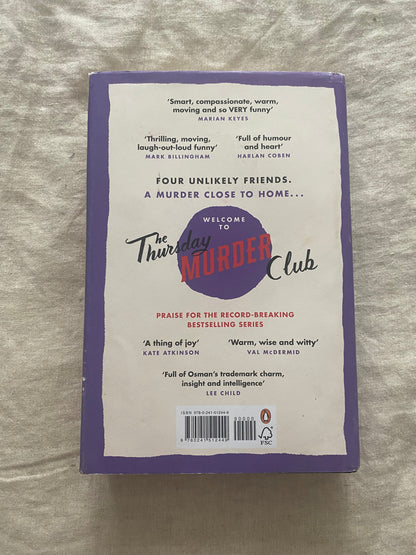 ‘Smart, compassionate, warm,
moving and so VERY funny’
MARIAN KEYES
‘Thrilling, moving,
laugh-out-loud funny’
MARK BILLINGHAM
‘Full of humour
and heart’
HARLAN COBEN
FOUR UNLIKELY FRIENDS.
A MURDER CLOSE TO HOME...
WELCOME
TO
The
Thursday
MURDER
Club
PRAISE FOR THE RECORD-BREAKING
BESTSELLING SERIES
‘A thing of joy’
KATE ATKINSON
‘Warm, wise and witty’
VAL McDERMID
‘Full of Osman’s trademark charm,
insight and intelligence’
LEE CHILD
90000
FSC